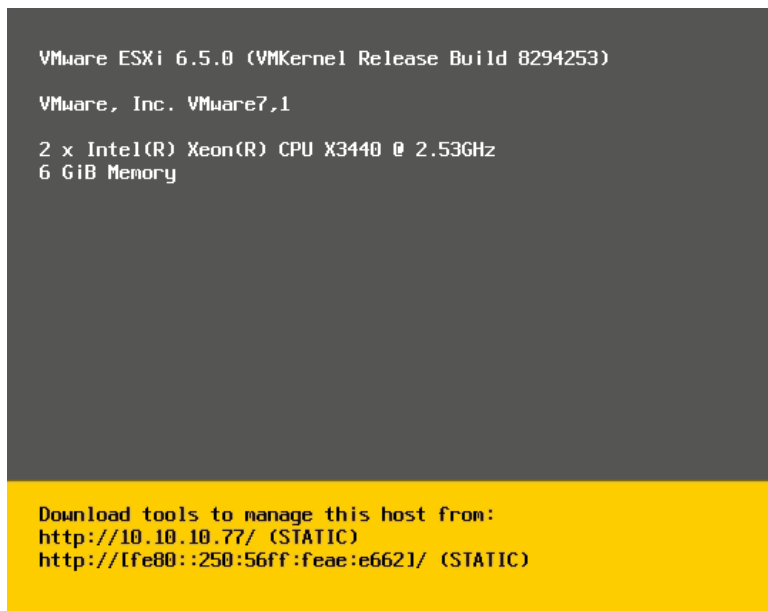 VMware ESXi 6.5.0 (VMKernel Release Build 8294253)
VMware, Inc. VMware7,1
2 x Intel(R) Xeon(R) CPU X3440 @ 2.53GHz
6 GiB Memory
Download tools to manage this host from:
http://10.10.10.77/ (STATIC)
http://[fe80::250:56ff:feae:e662]/ (STATIC)